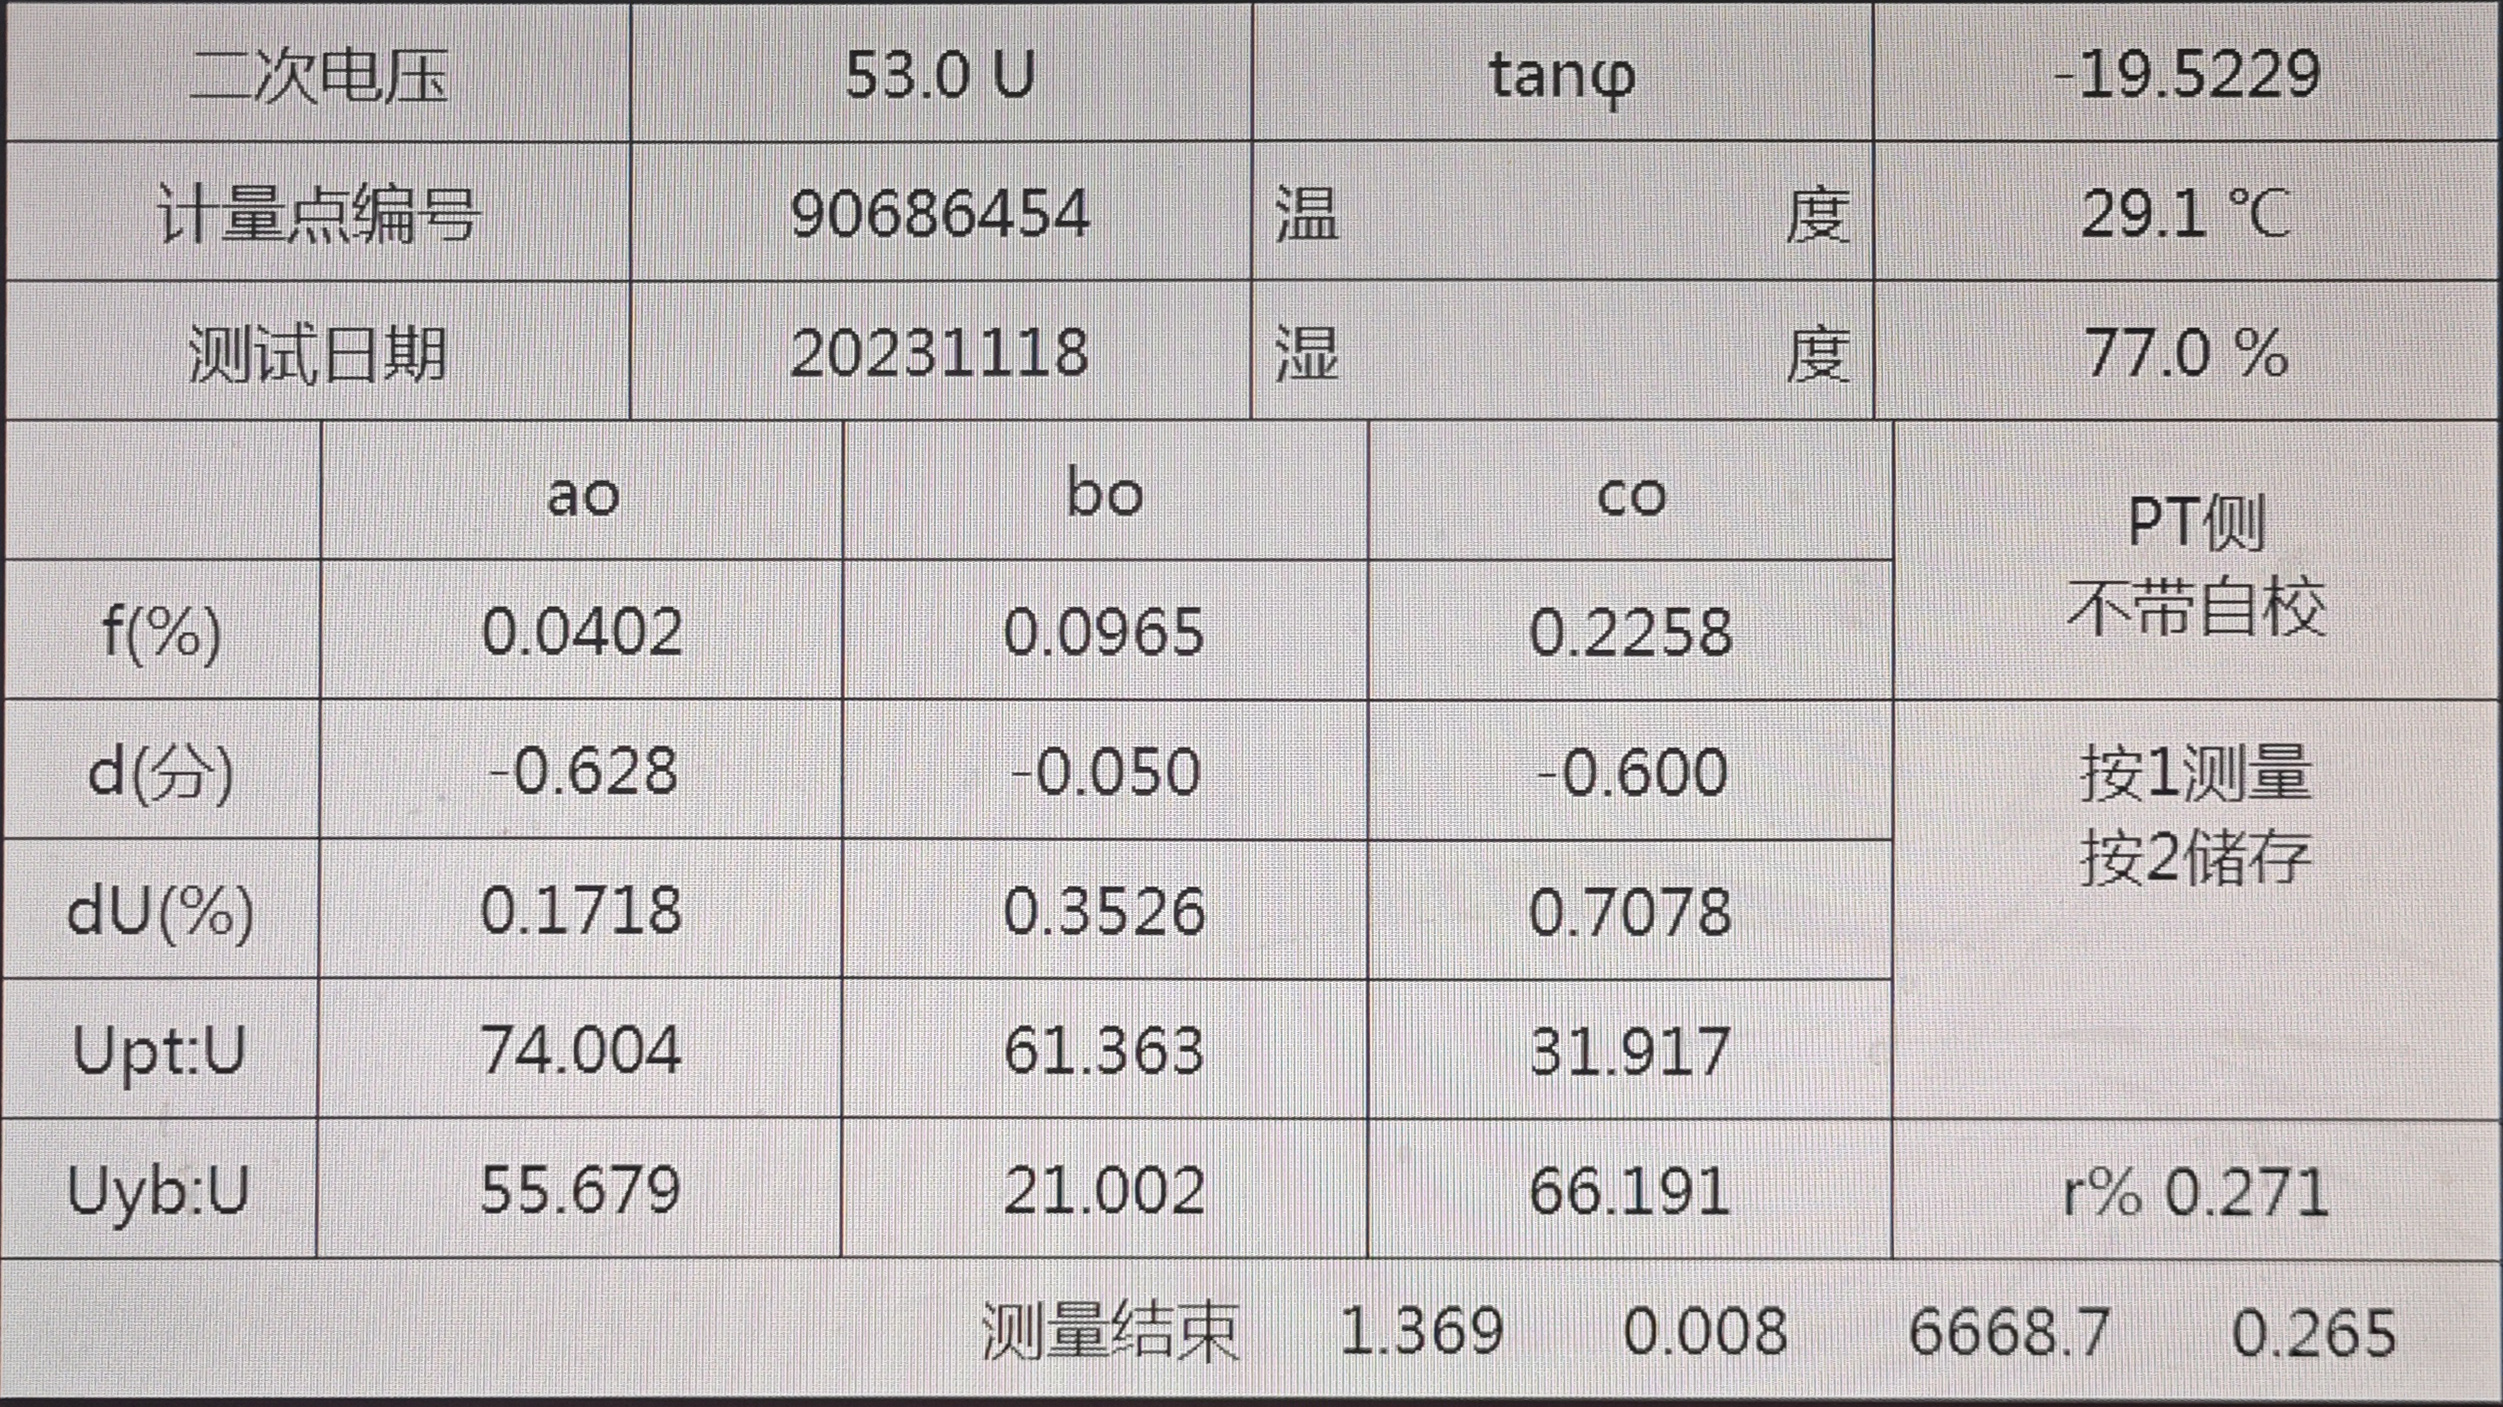 二次电压 53.0 U tanφ -19.5229
计量点编号 90686454 温度 29.1 ℃
测试日期 20231118 湿度 77.0 %
ao bo co PT侧
不带自校
f(%) 0.0402 0.0965 0.2258
d(分) -0.628 -0.050 -0.600 按1测量
按2储存
dU(%) 0.1718 0.3526 0.7078
Upt:U 74.004 61.363 31.917
Uyb:U 55.679 21.002 66.191 r% 0.271
测量结束 1.369 0.008 6668.7 0.265